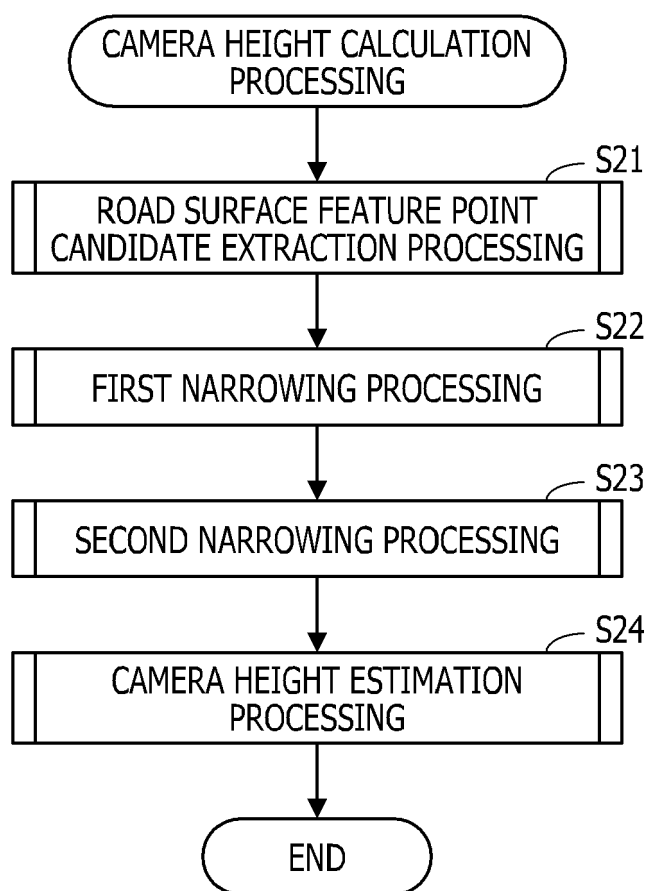 CAMERA HEIGHT CALCULATION
PROCESSING
S21
ROAD SURFACE FEATURE POINT
CANDIDATE EXTRACTION PROCESSING
S22
FIRST NARROWING PROCESSING
S23
SECOND NARROWING PROCESSING
S24
CAMERA HEIGHT ESTIMATION
PROCESSING
END